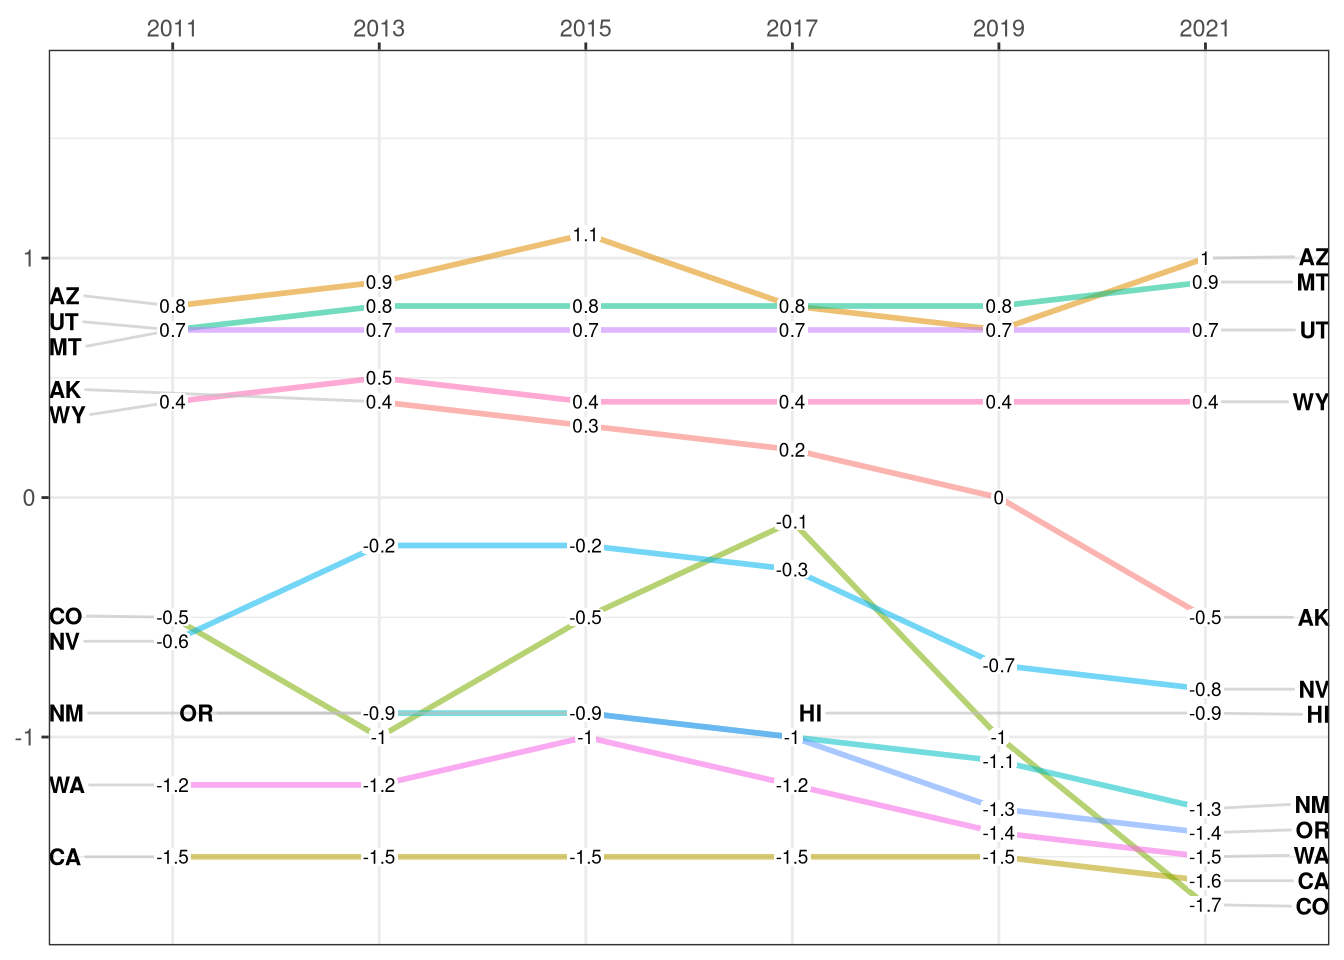 2011 2013 2015 2017 2019 2021
1.1
1 1 AZ
0.9 0.9 MT
AZ 0.8 0.8 0.8 0.8 0.8
UT 0.7 0.7 0.7 0.7 0.7 0.7 UT
MT
0.5
AK 0.4 0.4 0.4 0.4 0.4 0.4 WY
WY
0.3
0.2
0 0
-0.1
-0.2 -0.2
-0.3
CO -0.5 -0.5 -0.5 AK
NV -0.6
-0.7
-0.8 NV
NM OR -0.9 -0.9 HI -0.9 HI
-1 -1 -1 -1 -1
-1.1
WA -1.2 -1.2 -1.2
-1.3 -1.3 NM
-1.4 -1.4 OR
CA -1.5 -1.5 -1.5 -1.5 -1.5 -1.5 WA
-1.6 CA
-1.7 CO